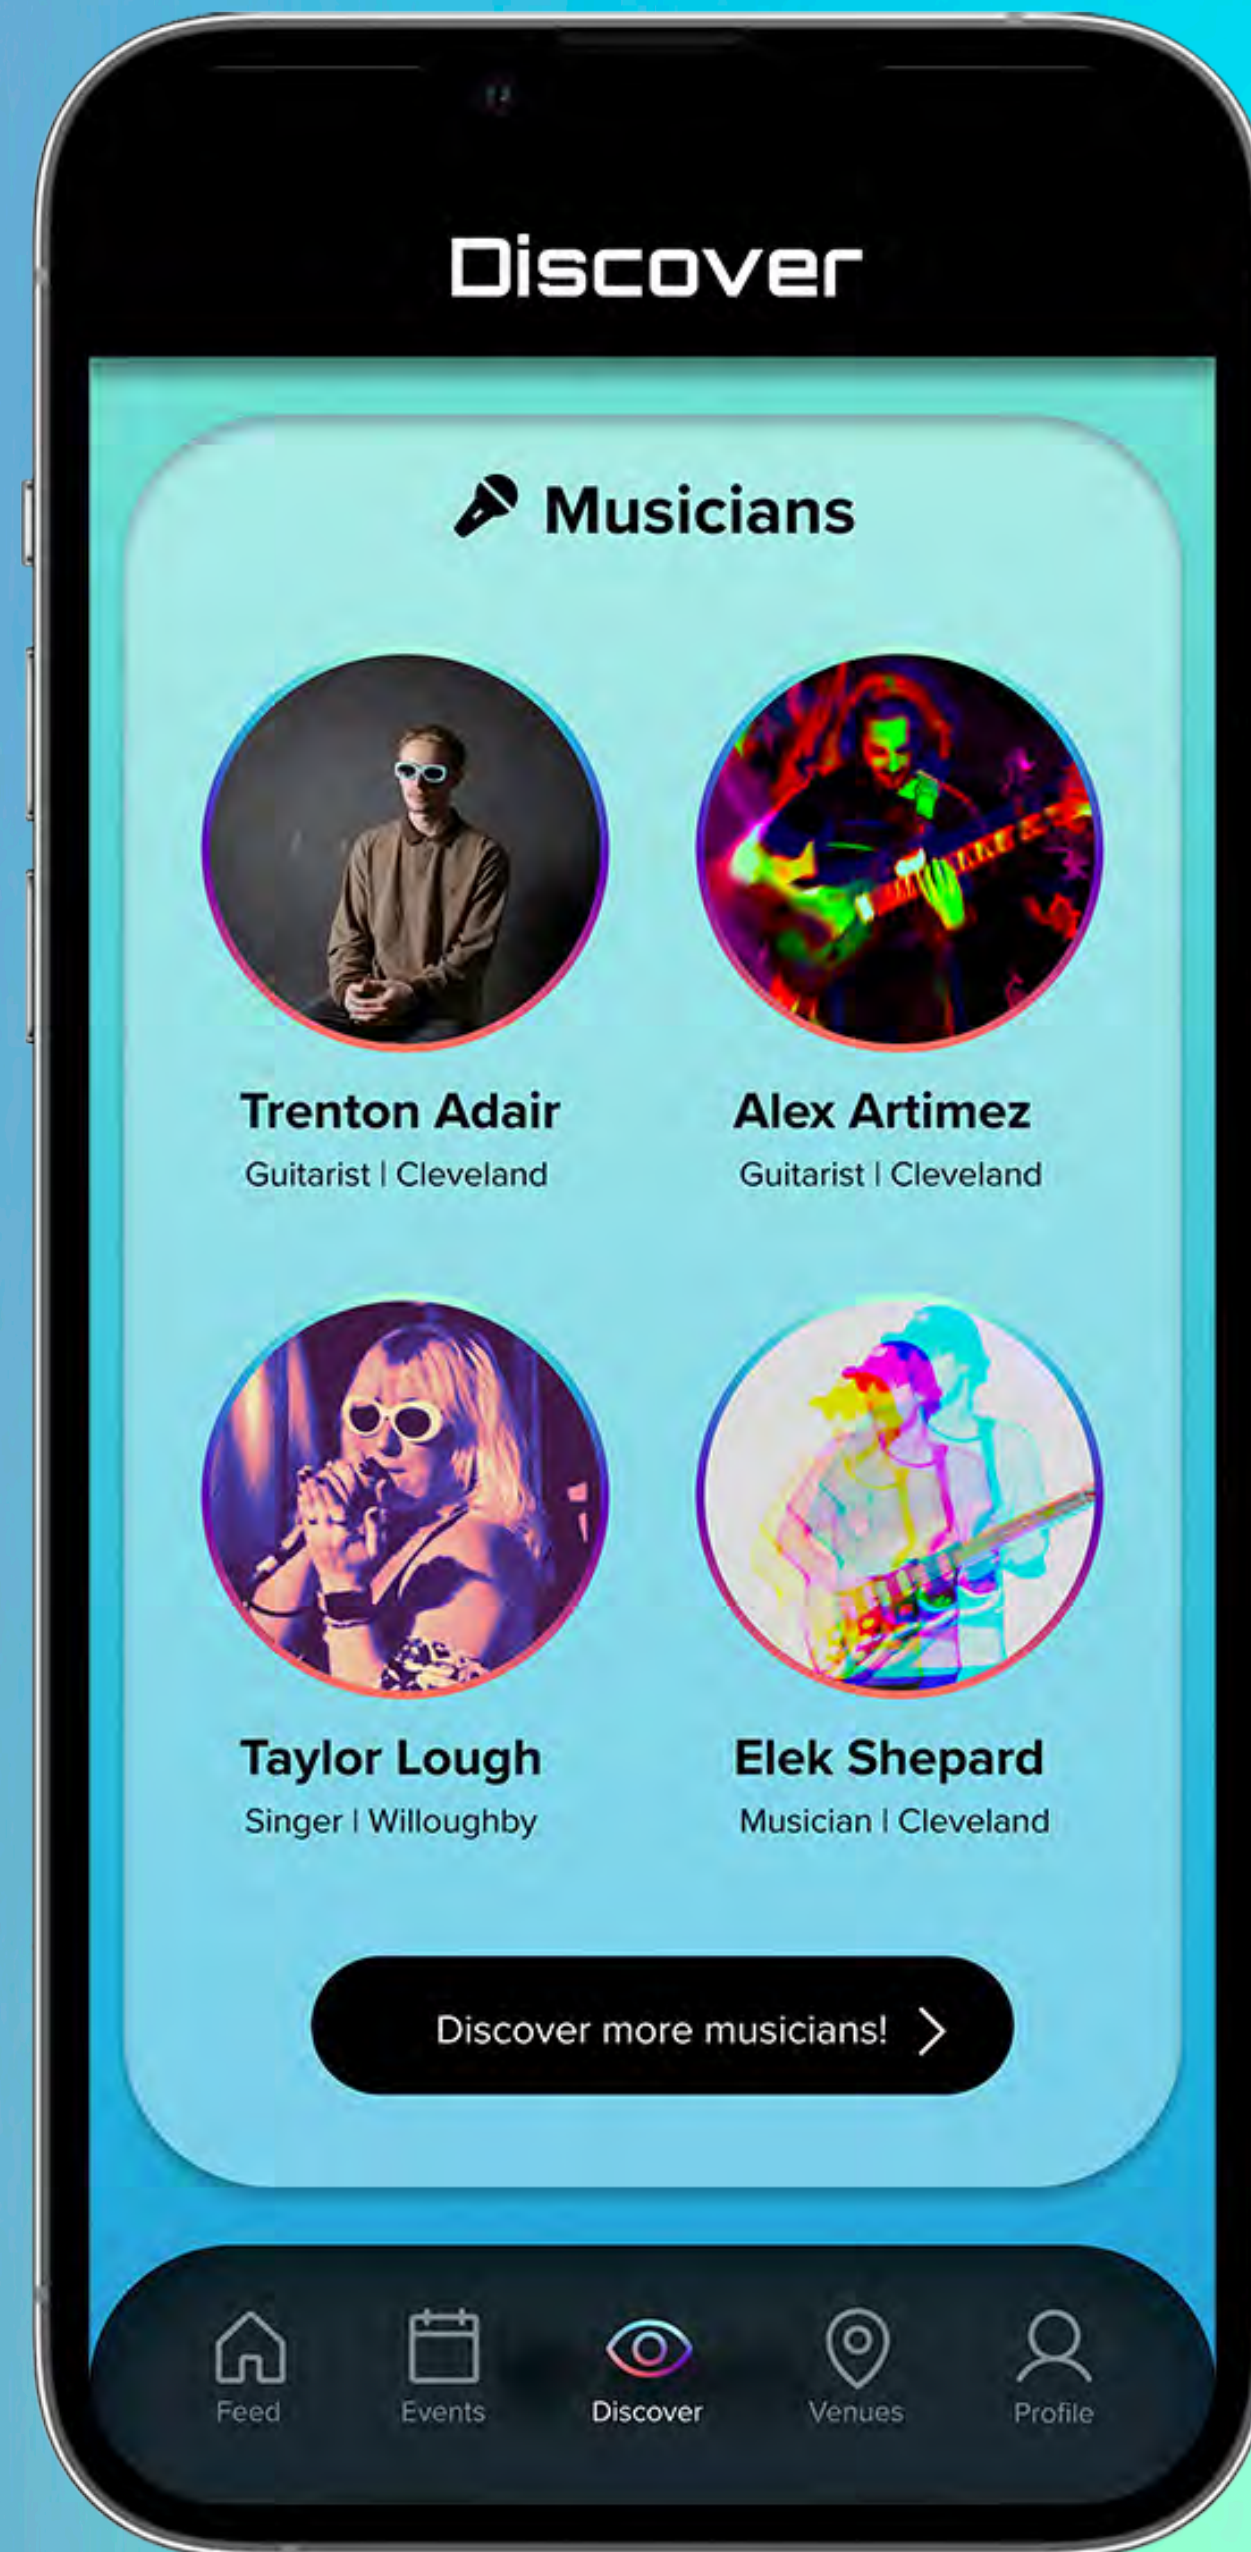 Discover
Musicians
Trenton Adair
Guitarist | Cleveland
Alex Artimez
Guitarist | Cleveland
Taylor Lough
Singer | Willoughby
Elek Shepard
Musician | Cleveland
Discover more musicians!
Feed
Events
Discover
Venues
Profile